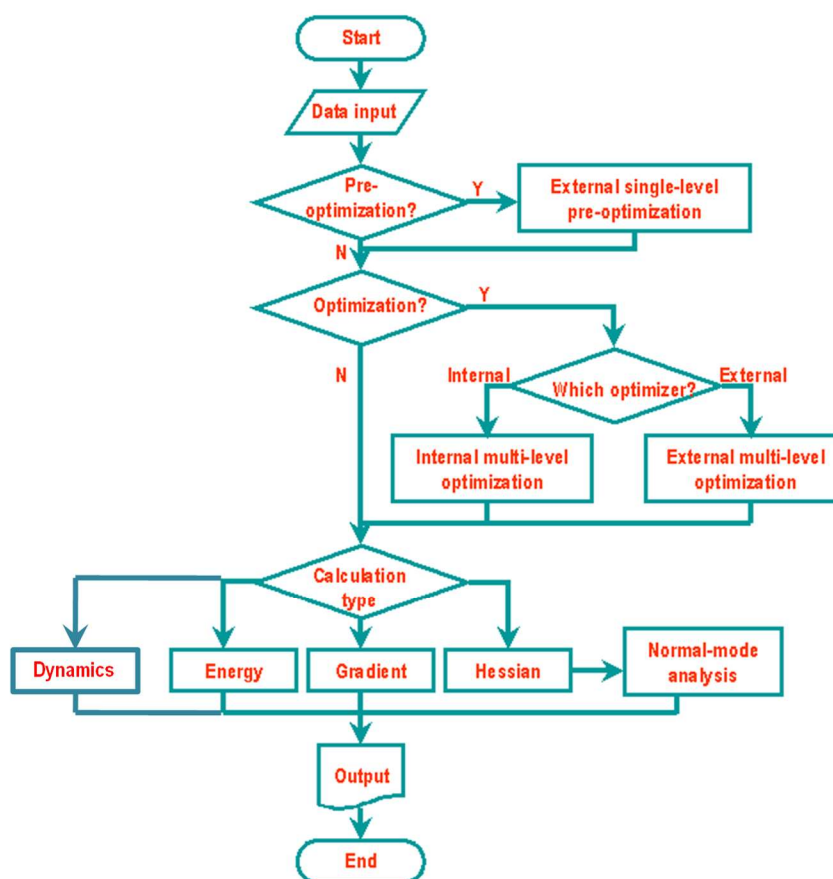 Start
Data input
Pre-
optimization?
Y
External single-level
pre-optimization
N
Optimization?
Y
N
Internal
Which optimizer?
External
Internal multi-level
optimization
External multi-level
optimization
Calculation
type
Dynamics
Energy
Gradient
Hessian
Normal-mode
analysis
Output
End